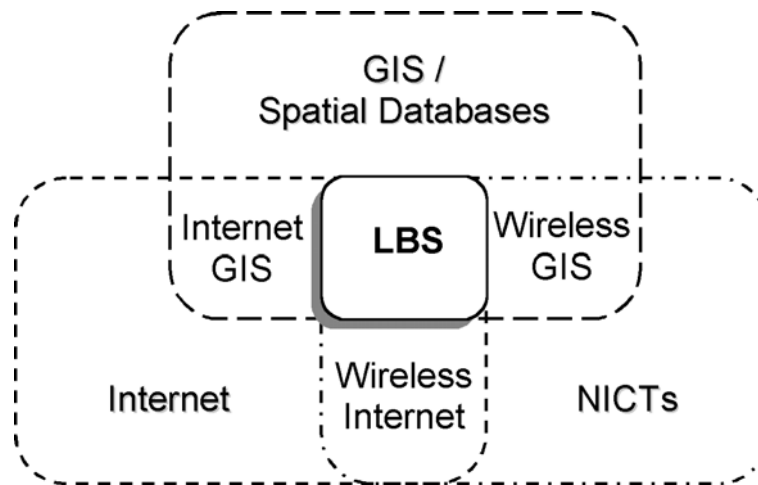 GIS /
Spatial Databases
Internet
GIS
LBS
Wireless
GIS
Internet
Wireless
Internet
NICTs